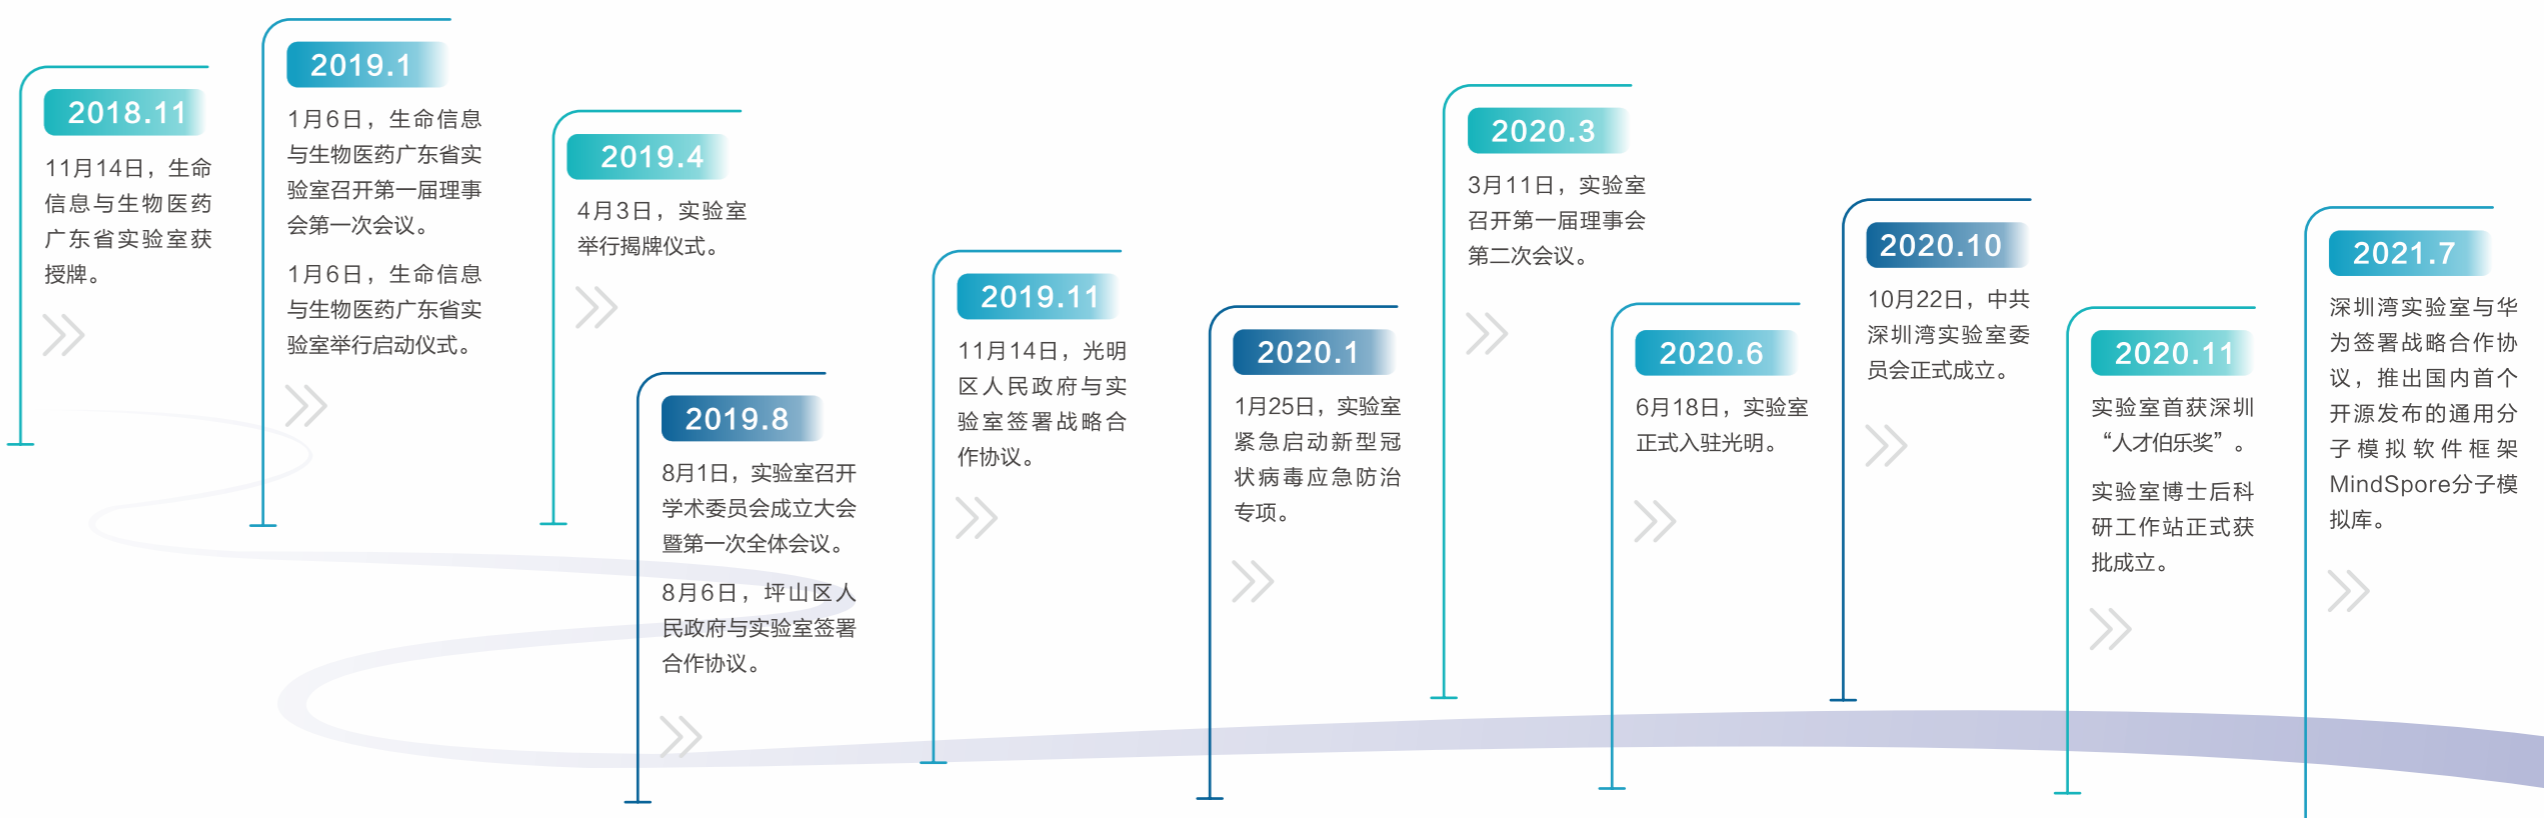 2018.11
11月14日，生命
信息与生物医药
广东省实验室获
授牌。
2019.1
1月6日，生命信息
与生物医药广东省实
验室召开第一届理事
会第一次会议。
1月6日，生命信息
与生物医药广东省实
验室举行启动仪式。
2019.4
4月3日，实验室
举行揭牌仪式。
2019.8
8月1日，实验室召开
学术委员会成立大会
暨第一次全体会议。
8月6日，坪山区人
民政府与实验室签署
合作协议。
2019.11
11月14日，光明
区人民政府与实
验室签署战略合
作协议。
2020.1
1月25日，实验室
紧急启动新型冠
状病毒应急防治
专项。
2020.3
3月11日，实验室
召开第一届理事会
第二次会议。
2020.6
6月18日，实验室
正式入驻光明。
2020.10
10月22日，中共
深圳湾实验室委
员会正式成立。
2020.11
实验室首获深圳
“人才伯乐奖”。
实验室博士后科
研工作站正式获
批成立。
2021.7
深圳湾实验室与华
为签署战略合作协
议，推出国内首个
开源发布的通用分
子模拟软件框架
MindSpore分子模
拟库。